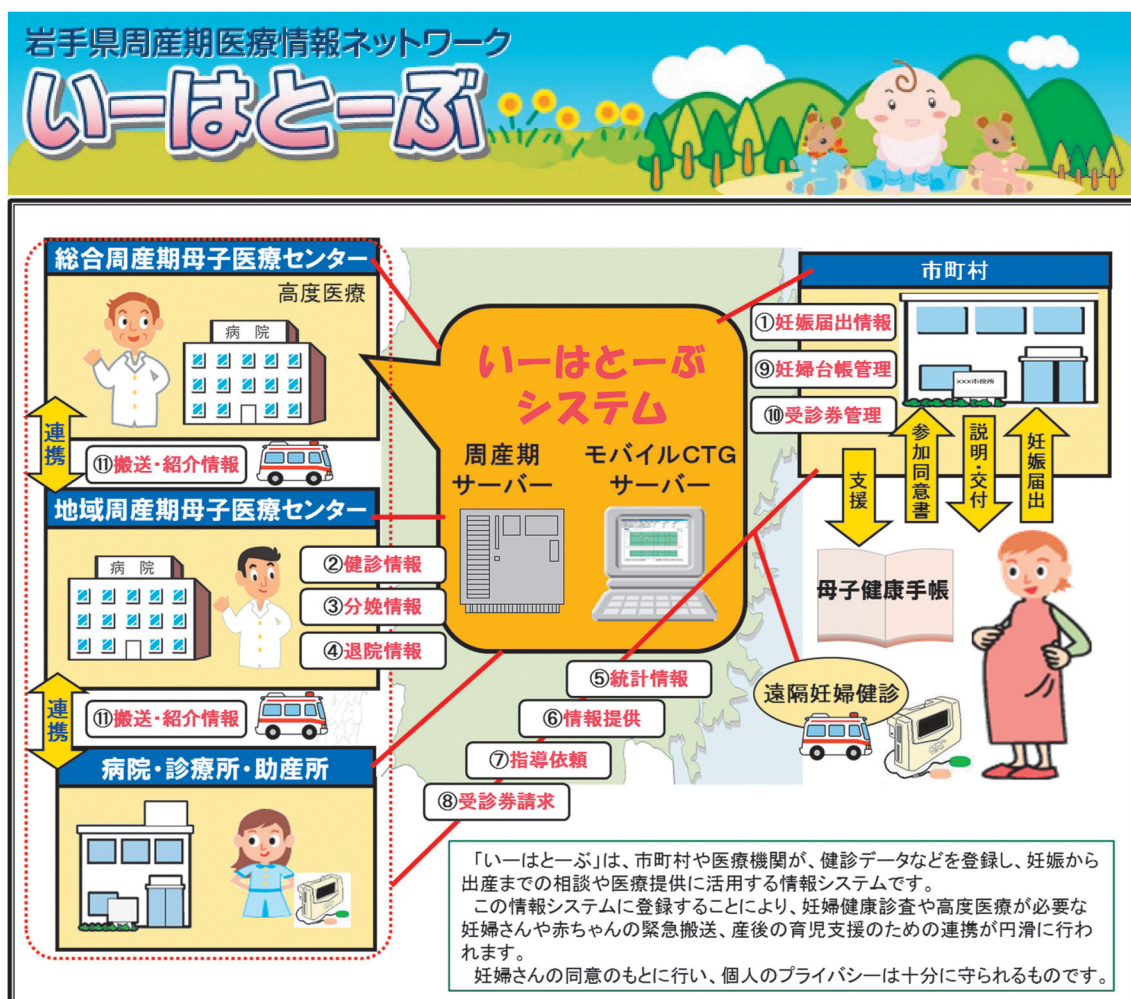 岩手県周産期医療情報ネットワーク
いーはとーぶ
総合周産期母子医療センター
高度医療
病院
連携
⑪搬送・紹介情報
地域周産期母子医療センター
病院
②健診情報
③分娩情報
④退院情報
連携
⑪搬送・紹介情報
病院・診療所・助産所
いーはとーぶ
システム
周産期
サーバー
モバイルCTG
サーバー
⑤統計情報
⑥情報提供
⑦指導依頼
⑧受診券請求
市町村
①妊娠届出情報
⑨妊婦台帳管理
⑩受診券管理
XXX市役所
支援
参加同意書
説明・交付
妊娠届出
母子健康手帳
遠隔妊婦健診
「いーはとーぶ」は、市町村や医療機関が、健診データなどを登録し、妊娠から
出産までの相談や医療提供に活用する情報システムです。
この情報システムに登録することにより、妊婦健康診査や高度医療が必要な
妊婦さんや赤ちゃんの緊急搬送、産後の育児支援のための連携が円滑に行わ
れます。
妊婦さんの同意のもとに行い、個人のプライバシーは十分に守られるものです。